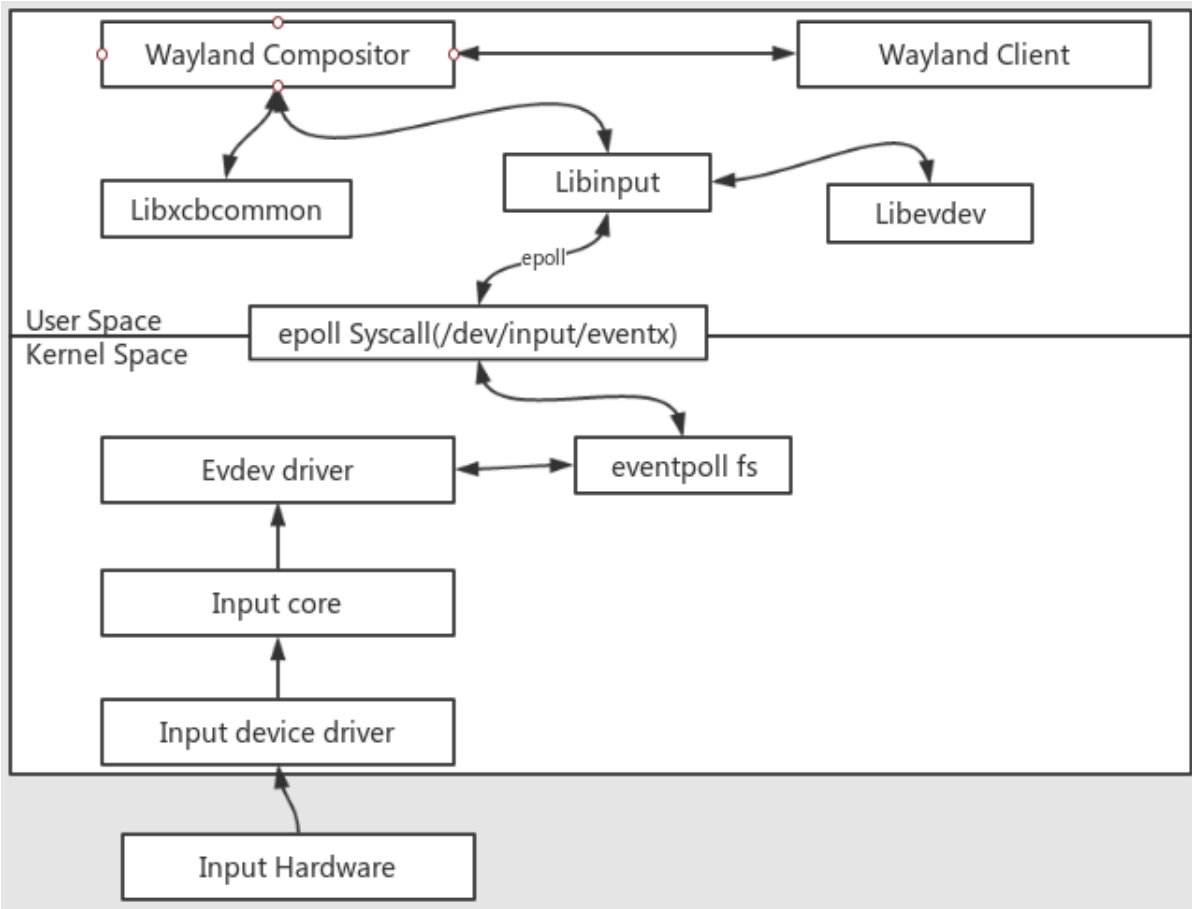 Wayland Compositor
Wayland Client
Libinput
Libxcbcommon
Libevdev
epoll
User Space
epoll Syscall(/dev/input/eventx)
Kernel Space
Evdev driver
eventpoll fs
Input core
Input device driver
Input Hardware